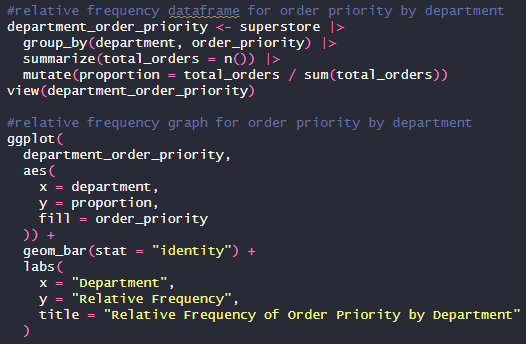 #relative frequency dataframe for order priority by department
department_order_priority <- superstore |>
  group_by(department, order_priority) |>
  summarize(total_orders = n()) |>
  mutate(proportion = total_orders / sum(total_orders))
view(department_order_priority)

#relative frequency graph for order priority by department
ggplot(
  department_order_priority,
  aes(
    x = department,
    y = proportion,
    fill = order_priority
  )) +
  geom_bar(stat = "identity") +
  labs(
    x = "Department",
    y = "Relative Frequency",
    title = "Relative Frequency of Order Priority by Department"
  )